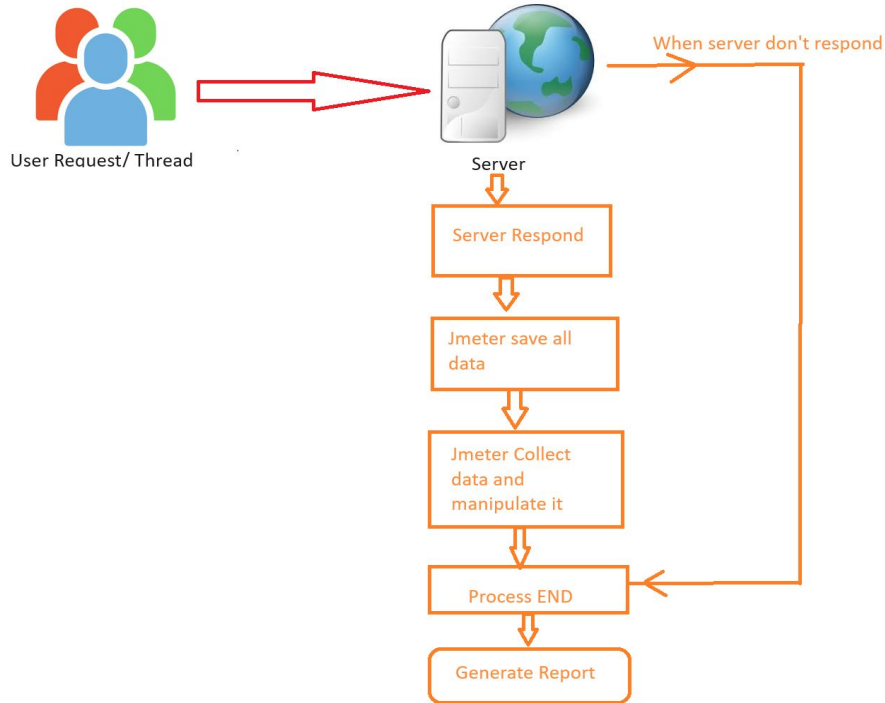 When server don't respond
User Request/ Thread
Server
Server Respond
Jmeter save all
data
Jmeter Collect
data and
manipulate it
Process END
Generate Report